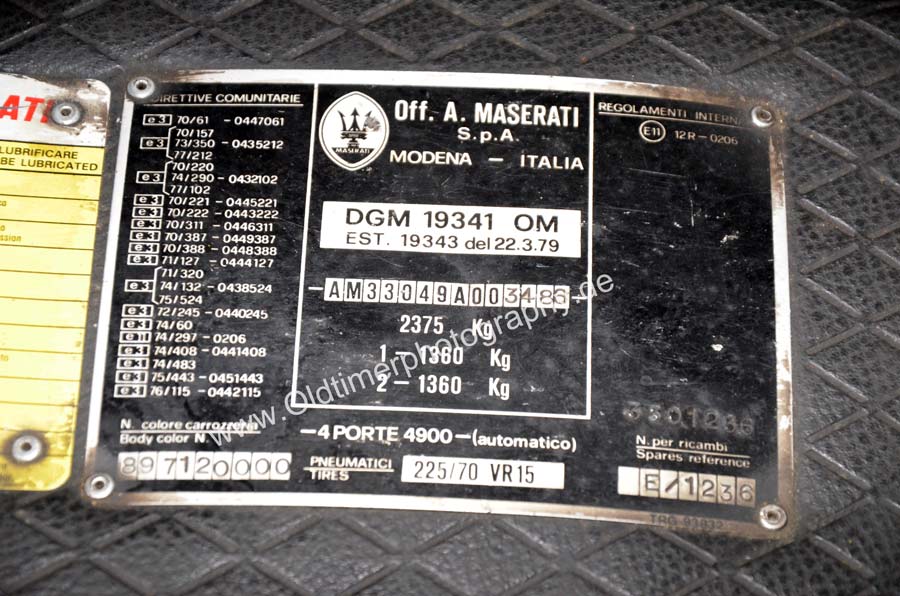 ATI
LUBRIFICARE
BE LUBRICATED
DIRETTIVE COMUNITARIE
e3 70/61 - 0447061
70/157
e3 73/350 - 0435212
77/212
70/220
e3 74/290 - 0432102
77/102
e3 70/221 - 0445221
e3 70/222 - 0443222
e3 70/311 - 0446311
e3 70/387 - 0449387
e3 70/388 - 0448388
e3 71/127 - 0444127
71/320
e3 74/132 - 0438524
75/524
e3 72/245 - 0440245
e3 74/60
e11 74/297 - 0206
e3 74/408 - 0441408
e3 74/483
e3 75/443 - 0451443
e3 76/115 - 0442115
N. colore carrozzeria
Body color N.
897120000
MASERATI
Off. A. MASERATI
S.p.A.
MODENA - ITALIA
DGM 19341 OM
EST. 19343 del 22.3.79
-AM33049A003486-
2375 Kg
1 - 1360 Kg
2 - 1360 Kg
-4 PORTE 4900-(automatico)
PNEUMATICI
TIRES
225/70 VR15
REGOLAMENTI INTERNA
E11 12R-0206
3301236
N. per ricambi
Spares reference
E/1236
www.Oldtimerphotography.de